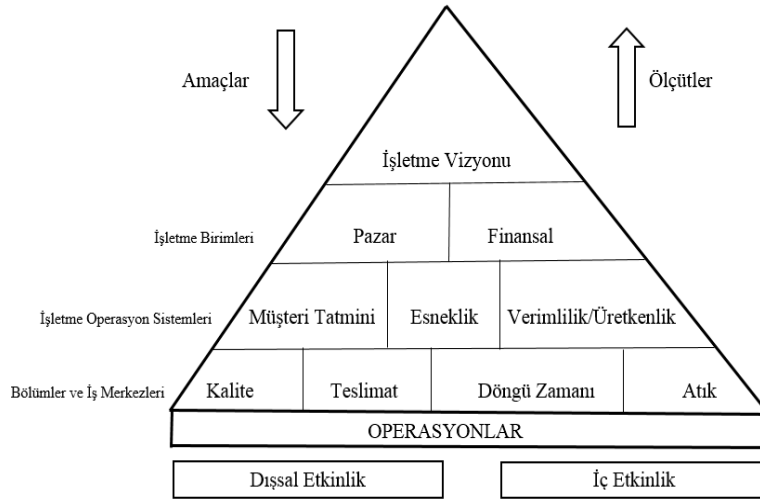 Amaçlar
Ölçütler
İşletme Vizyonu
İşletme Birimleri
Pazar
Finansal
İşletme Operasyon Sistemleri
Müşteri Tatmini
Esneklik
Verimlilik/Üretkenlik
Bölümler ve İş Merkezleri
Kalite
Teslimat
Döngü Zamanı
Atık
OPERASYONLAR
Dışsal Etkinlik
İç Etkinlik